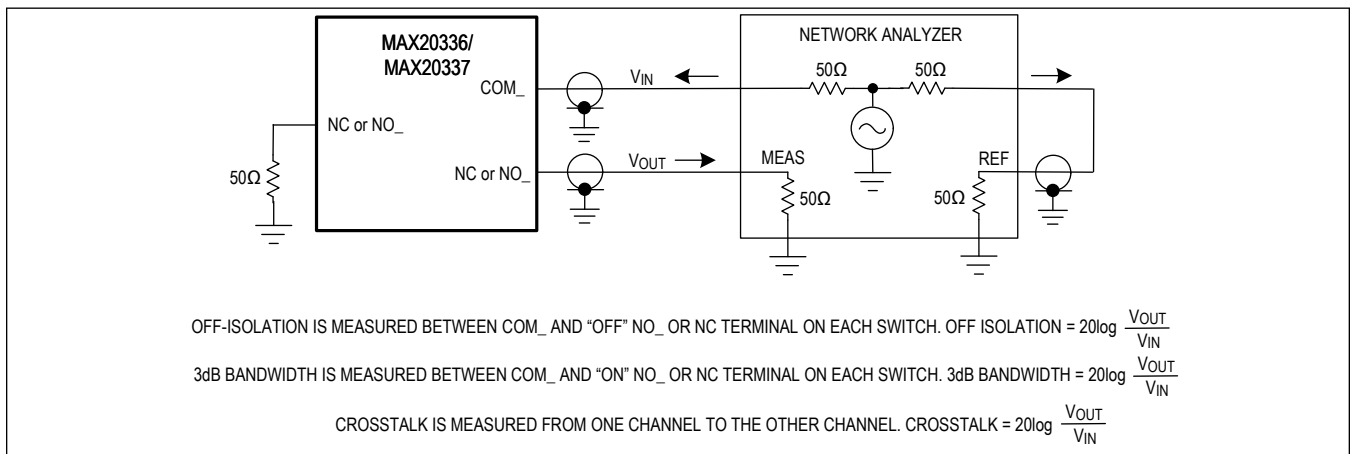 MAX20336/
MAX20337
NETWORK ANALYZER
COM_
VIN
50Ω
50Ω
NC or NO_
50Ω
NC or NO_
VOUT
MEAS
50Ω
REF
50Ω
OFF-ISOLATION IS MEASURED BETWEEN COM_ AND “OFF” NO_ OR NC TERMINAL ON EACH SWITCH. OFF ISOLATION = 20log VOUT/VIN
3dB BANDWIDTH IS MEASURED BETWEEN COM_ AND “ON” NO_ OR NC TERMINAL ON EACH SWITCH. 3dB BANDWIDTH = 20log VOUT/VIN
CROSSTALK IS MEASURED FROM ONE CHANNEL TO THE OTHER CHANNEL. CROSSTALK = 20log VOUT/VIN